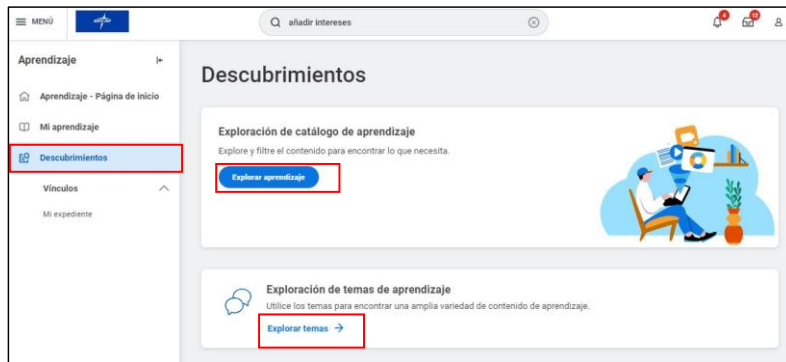 MENÚ
añadir intereses
4
13
Aprendizaje
Aprendizaje - Página de inicio
Mi aprendizaje
Descubrimientos
Vínculos
Mi expediente
Descubrimientos
Exploración de catálogo de aprendizaje
Explore y filtre el contenido para encontrar lo que necesita.
Explorar aprendizaje
Exploración de temas de aprendizaje
Utilice los temas para encontrar una amplia variedad de contenido de aprendizaje.
Explorar temas →